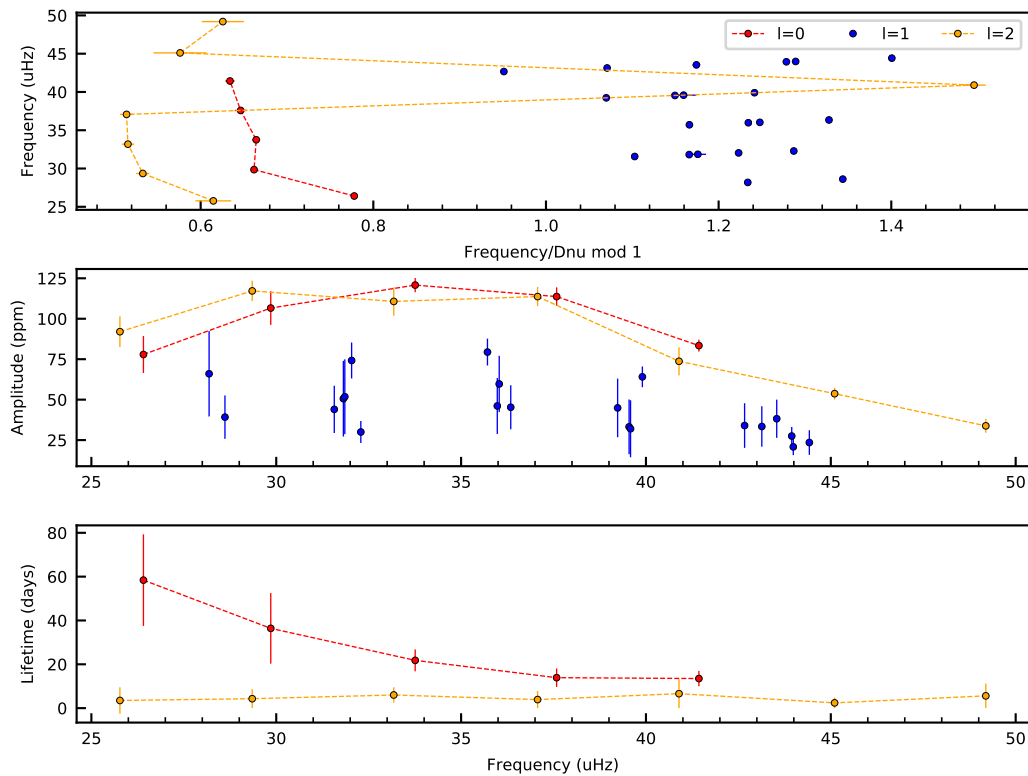 l=0 l=1 l=2
50
45
40
35
30
25
Frequency (uHz)
0.6 0.8 1.0 1.2 1.4
Frequency/Dnu mod 1
125
100
75
50
25
Amplitude (ppm)
25 30 35 40 45 50
80
60
40
20
0
Lifetime (days)
25 30 35 40 45 50
Frequency (uHz)